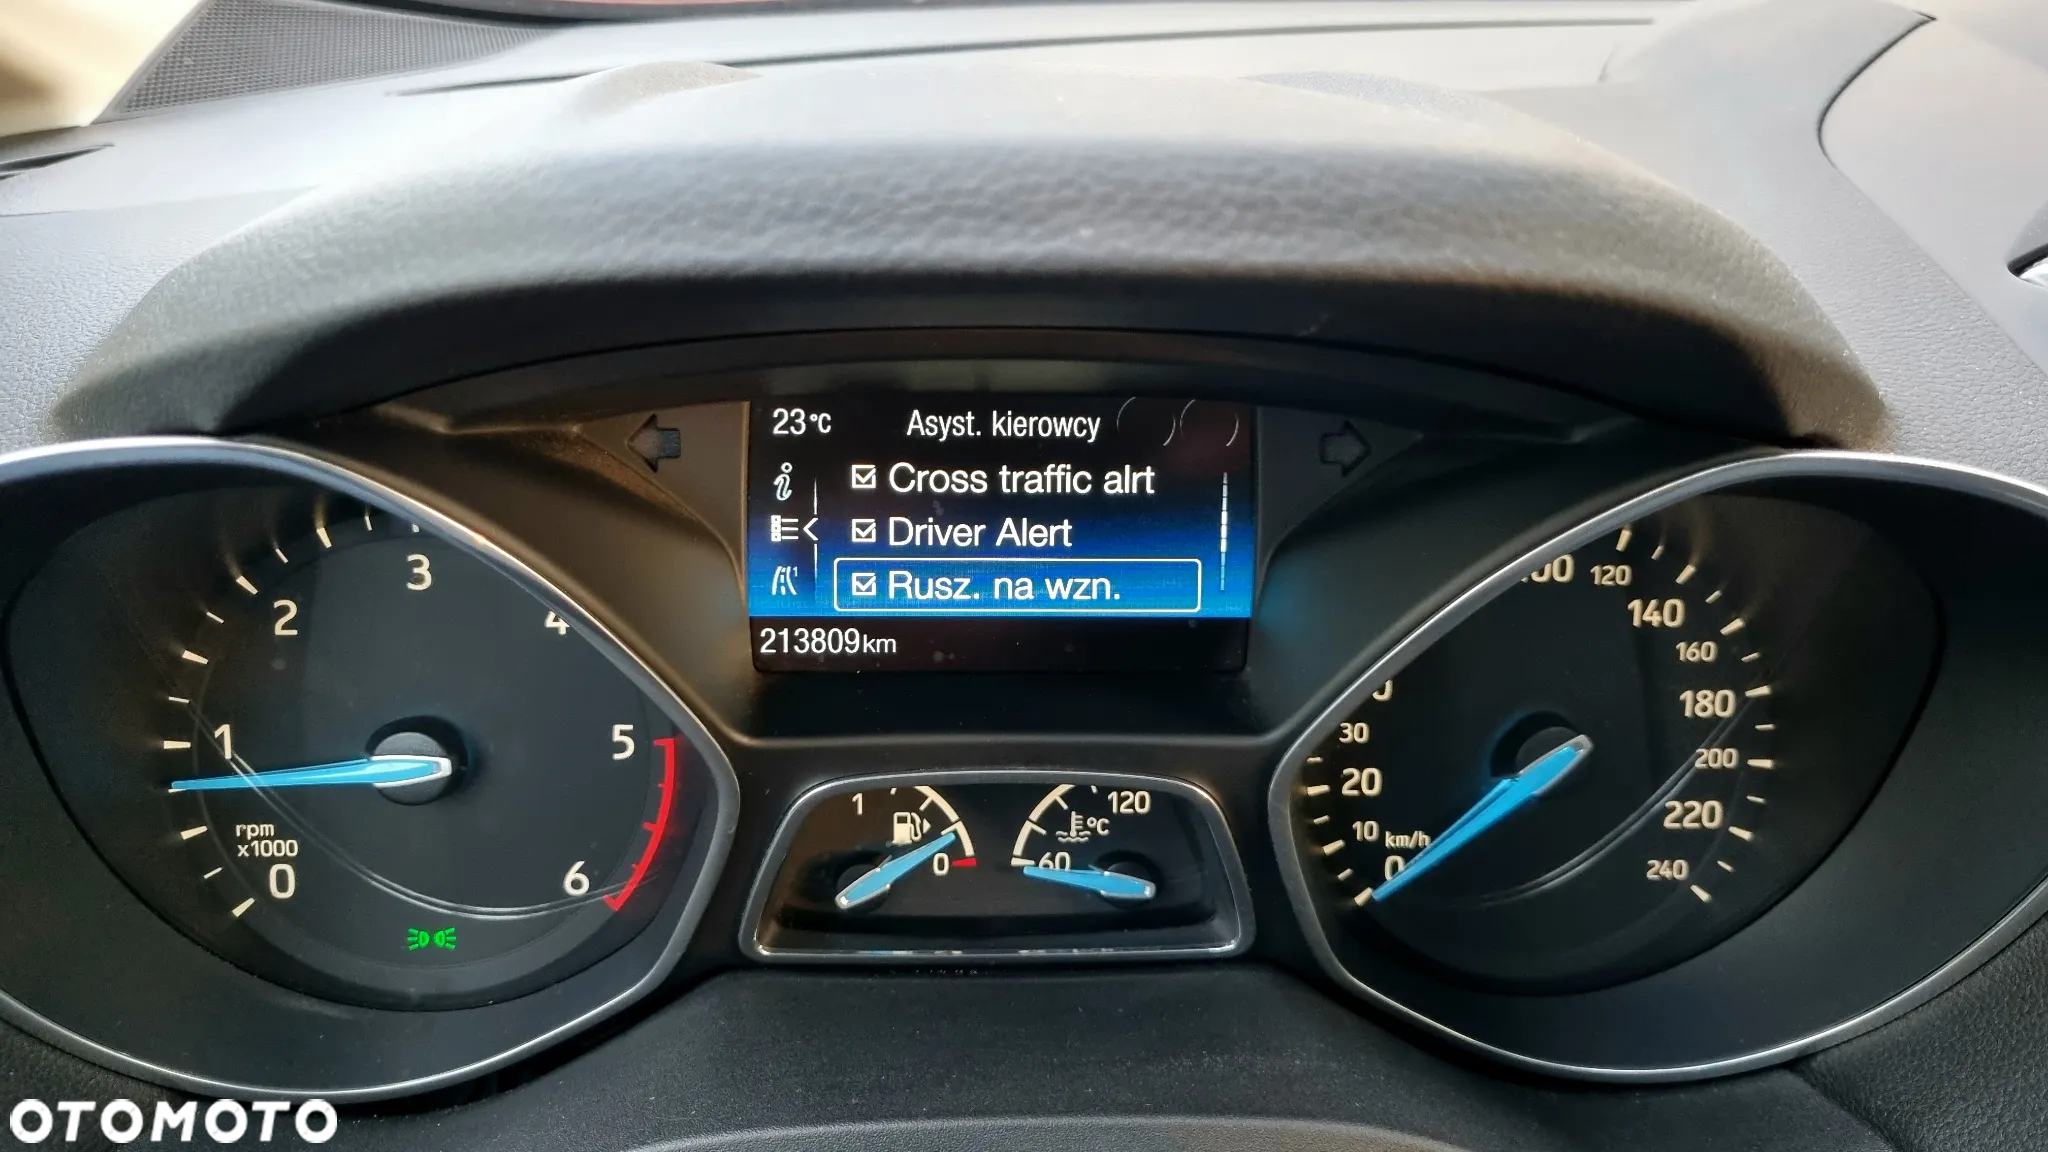 23°C Asyst. kierowcy
Cross traffic alrt
Driver Alert
Rusz. na wzn.
213809km
0
1
2
3
4
5
6
rpm
x1000
1
0
60
120
°C
0
10
20
30
km/h
120
140
160
180
200
220
240
OTOMOTO